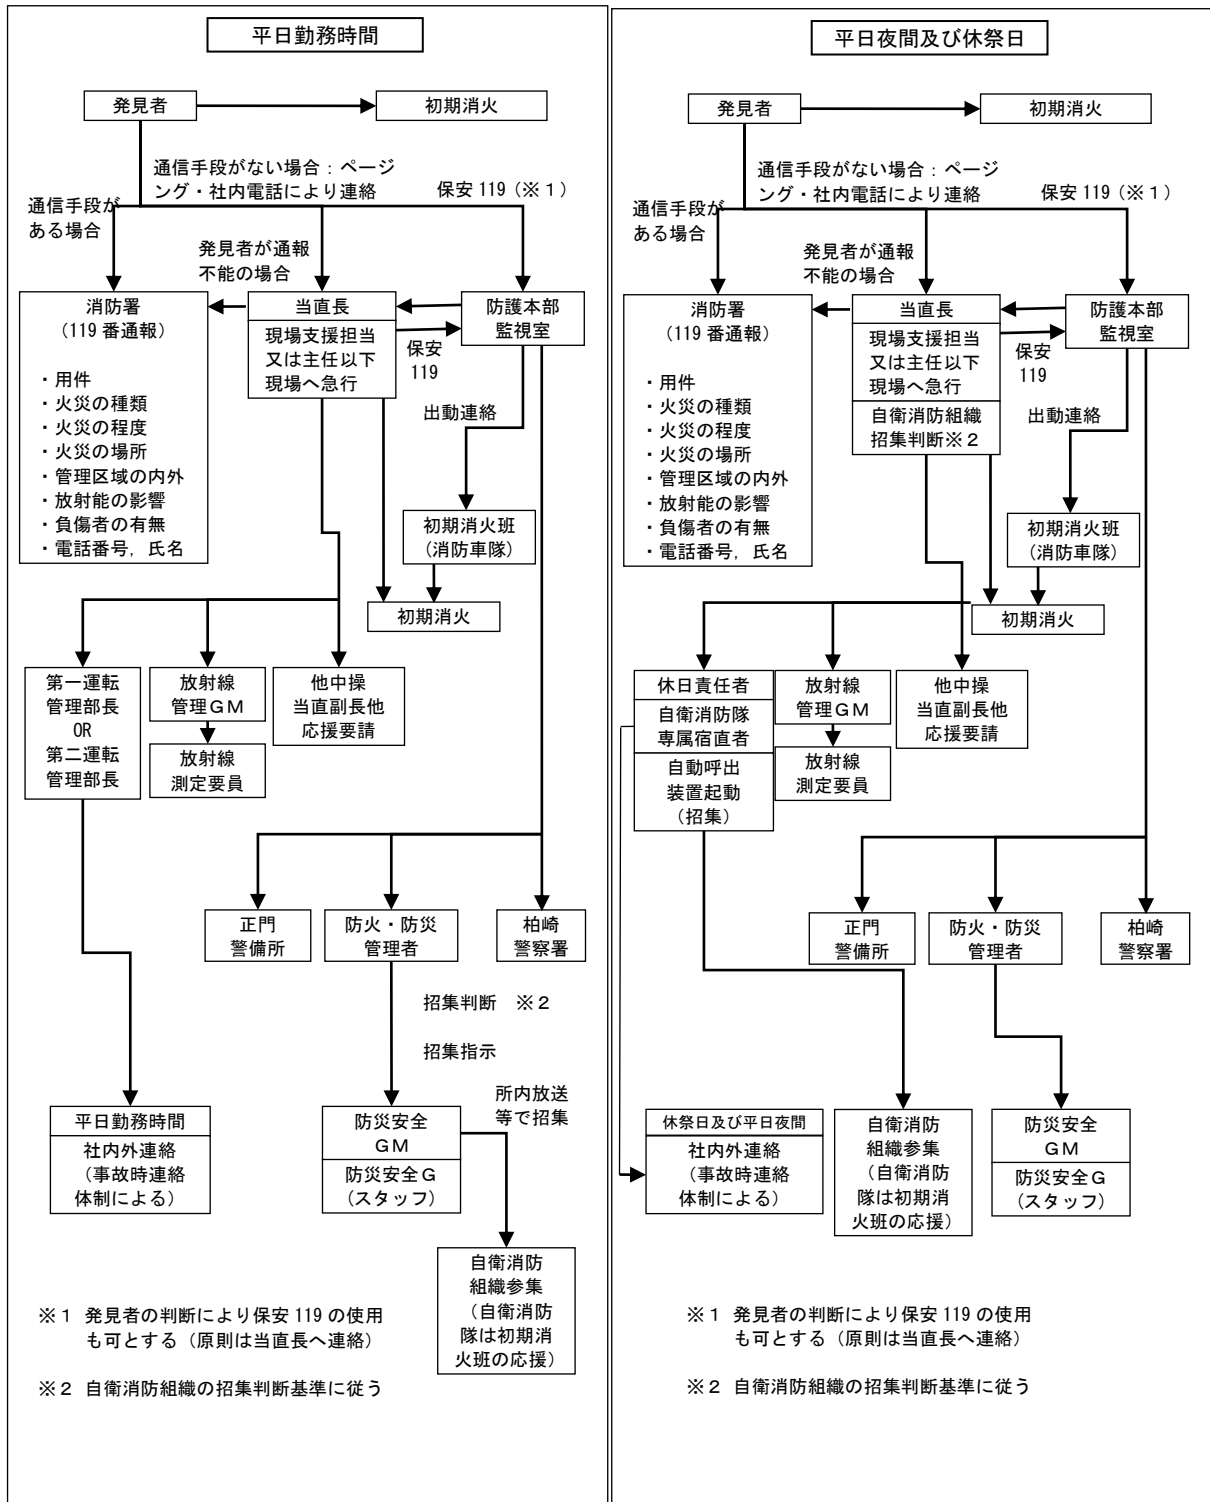 平日勤務時間
発見者
初期消火
通信手段がない場合：ページ
ング・社内電話により連絡
保安 119（※１）
通信手段が
ある場合
発見者が通報
不能の場合
消防署
（119 番通報）
・用件
・火災の種類
・火災の程度
・火災の場所
・管理区域の内外
・放射能の影響
・負傷者の有無
・電話番号，氏名
当直長
現場支援担当
又は主任以下
現場へ急行
保安
119
防護本部
監視室
出動連絡
初期消火班
（消防車隊）
初期消火
第一運転
管理部長
OR
第二運転
管理部長
放射線
管理ＧＭ
放射線
測定要員
他中操
当直副長他
応援要請
正門
警備所
防火・防災
管理者
柏崎
警察署
招集判断　※２
招集指示
所内放送
等で招集
平日勤務時間
社内外連絡
（事故時連絡
体制による）
防災安全
ＧＭ
防災安全Ｇ
（スタッフ）
自衛消防
組織参集
（自衛消防
隊は初期消
火班の応援）
※１ 発見者の判断により保安 119 の使用
も可とする（原則は当直長へ連絡）
※２ 自衛消防組織の招集判断基準に従う
平日夜間及び休祭日
発見者
初期消火
通信手段がない場合：ページ
ング・社内電話により連絡
保安 119（※１）
通信手段が
ある場合
発見者が通報
不能の場合
消防署
（119 番通報）
・用件
・火災の種類
・火災の程度
・火災の場所
・管理区域の内外
・放射能の影響
・負傷者の有無
・電話番号，氏名
当直長
現場支援担当
又は主任以下
現場へ急行
自衛消防組織
招集判断※２
保安
119
防護本部
監視室
出動連絡
初期消火班
（消防車隊）
初期消火
休日責任者
自衛消防隊
専属宿直者
自動呼出
装置起動
（招集）
放射線
管理ＧＭ
放射線
測定要員
他中操
当直副長他
応援要請
正門
警備所
防火・防災
管理者
柏崎
警察署
休祭日及び平日夜間
社内外連絡
（事故時連絡
体制による）
自衛消防
組織参集
（自衛消防
隊は初期消
火班の応援）
防災安全
ＧＭ
防災安全Ｇ
（スタッフ）
※１ 発見者の判断により保安 119 の使用
も可とする（原則は当直長へ連絡）
※２ 自衛消防組織の招集判断基準に従う